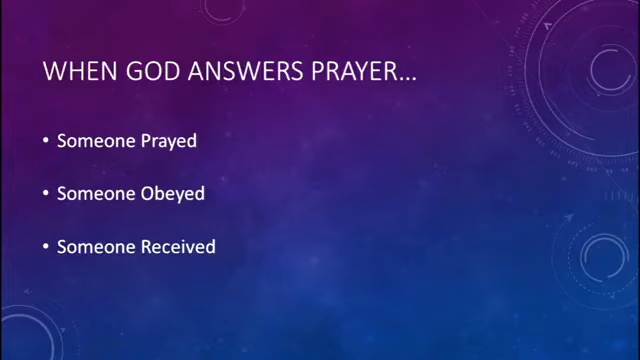 WHEN GOD ANSWERS PRAYER…
• Someone Prayed
• Someone Obeyed
• Someone Received